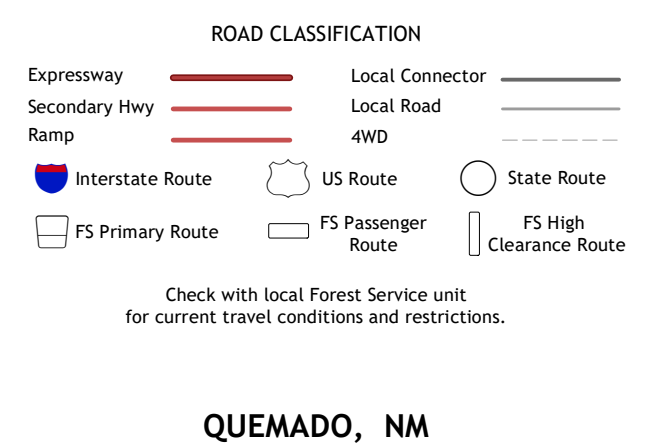 ROAD CLASSIFICATION
Expressway
Local Connector
Secondary Hwy
Local Road
Ramp
4WD
Interstate Route
US Route
State Route
FS Primary Route
FS Passenger
Route
FS High
Clearance Route
Check with local Forest Service unit
for current travel conditions and restrictions.
QUEMADO, NM